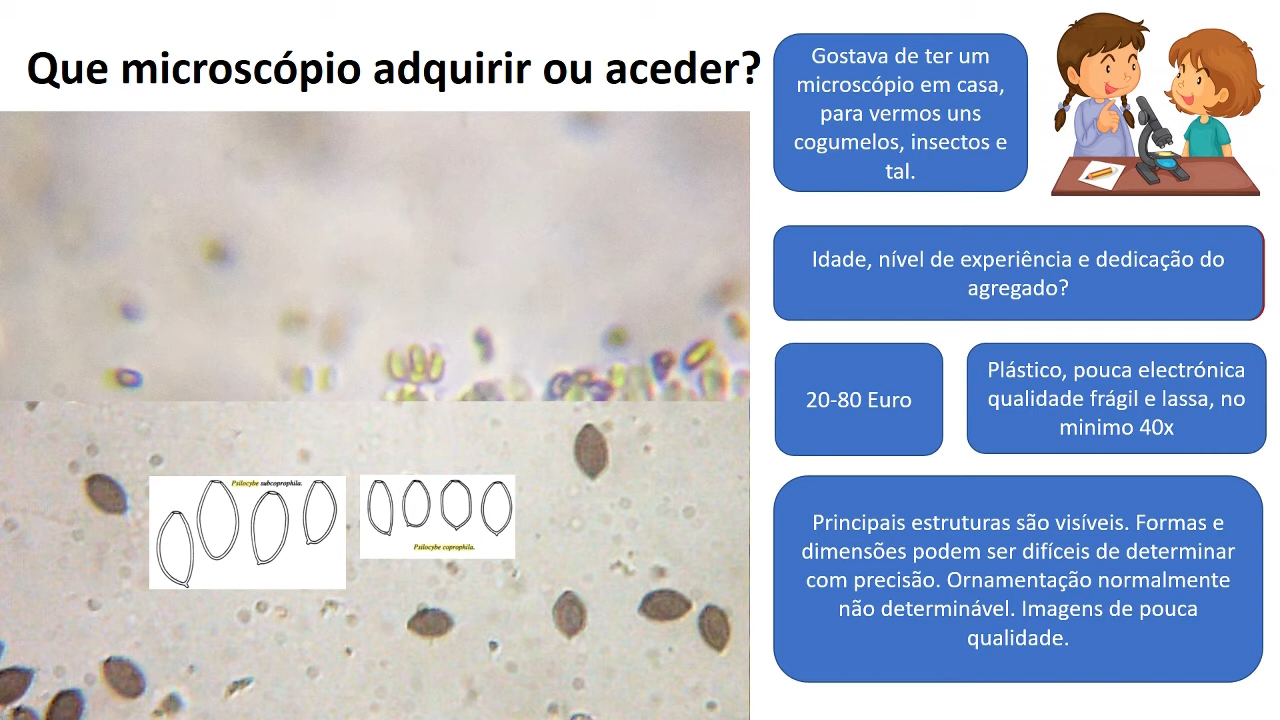 Que microscópio adquirir ou aceder?
Gostava de ter um
microscópio em casa,
para vermos uns
cogumelos, insectos e
tal.
Idade, nível de experiência e dedicação do
agregado?
20-80 Euro
Plástico, pouca electrónica
qualidade frágil e lassa, no
minimo 40x
Psilocybe subcoprophila.
Psilocybe coprophila.
Principais estruturas são visíveis. Formas e
dimensões podem ser difíceis de determinar
com precisão. Ornamentação normalmente
não determinável. Imagens de pouca
qualidade.